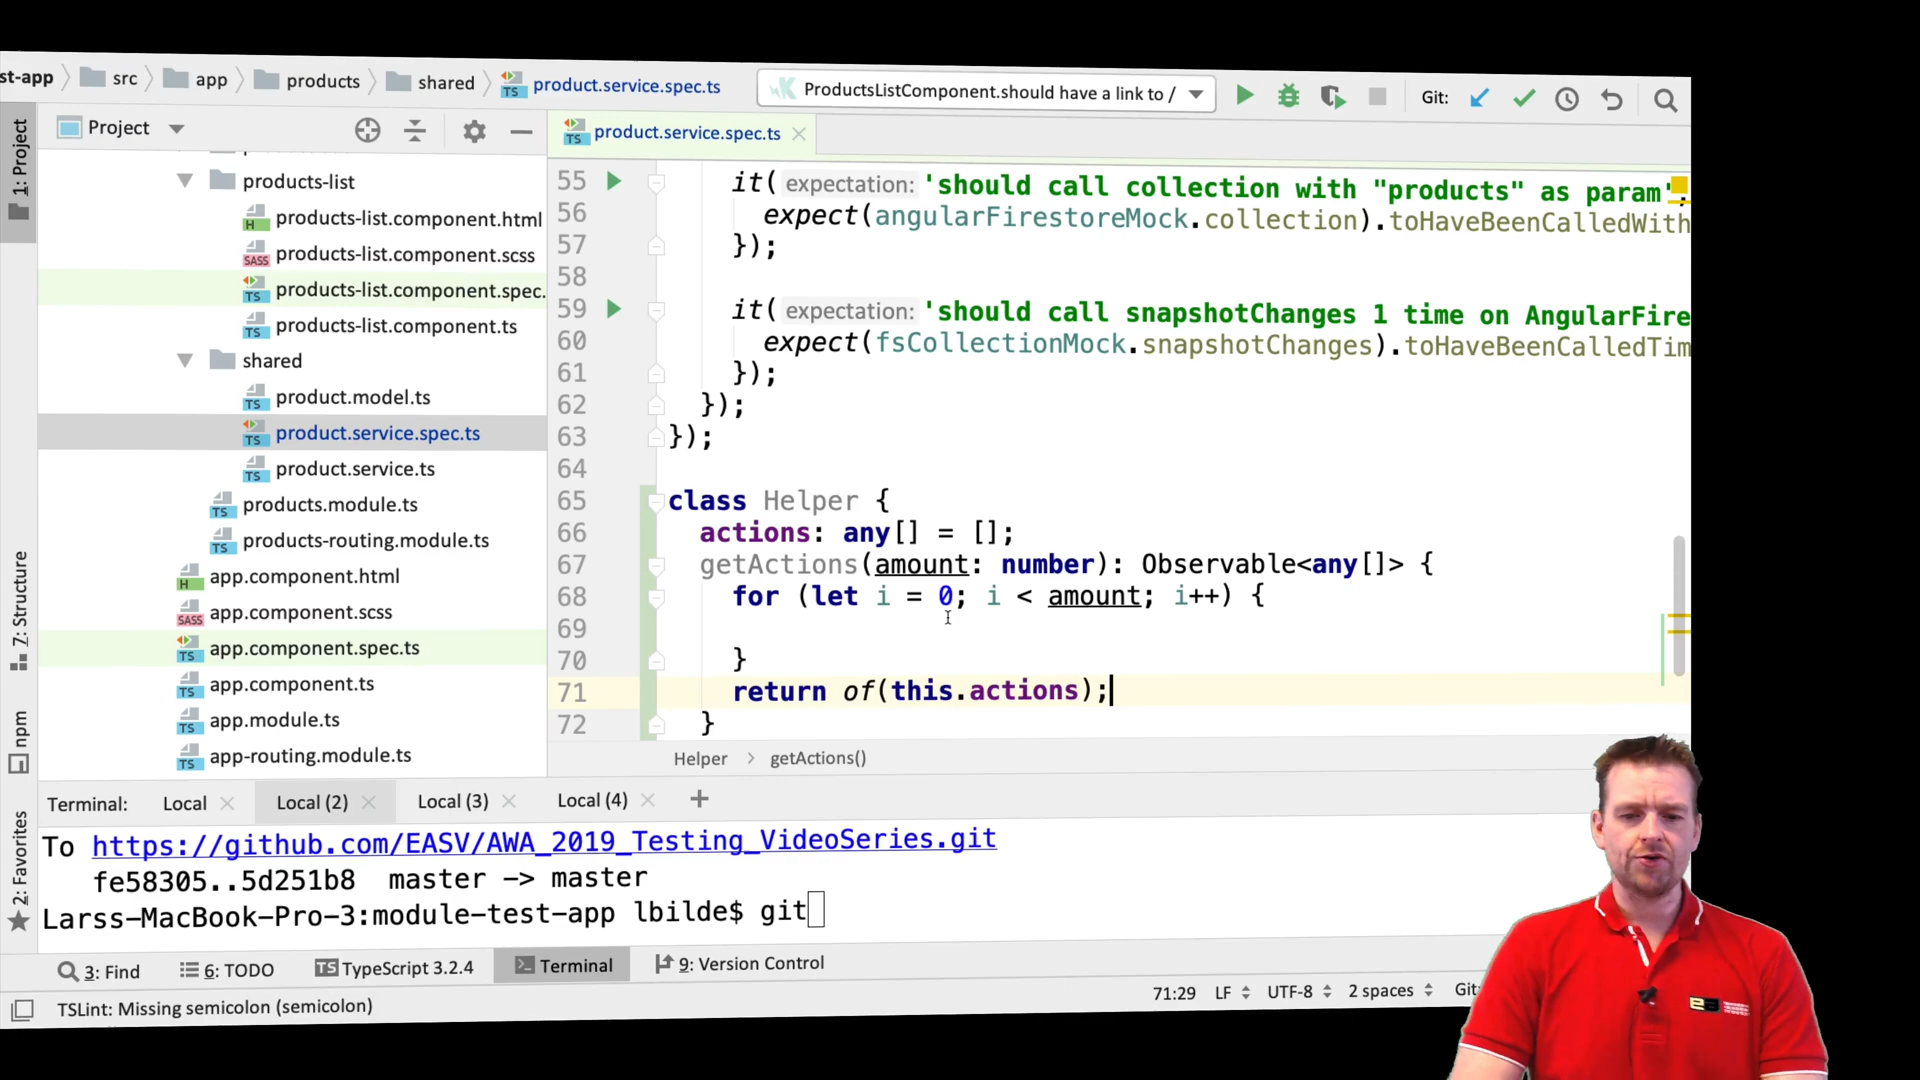 st-app src app products shared product.service.spec.ts ProductsListComponent.should have a link to / Git:
1: Project
Project
product.service.spec.ts
products-list
products-list.component.html
products-list.component.scss
products-list.component.spec.
products-list.component.ts
shared
product.model.ts
product.service.spec.ts
product.service.ts
products.module.ts
products-routing.module.ts
app.component.html
app.component.scss
app.component.spec.ts
app.component.ts
app.module.ts
app-routing.module.ts
55 it( expectation: 'should call collection with "products" as param',
56 expect(angularFirestoreMock.collection).toHaveBeenCalledWith
57 });
58
59 it( expectation: 'should call snapshotChanges 1 time on AngularFire
60 expect(fsCollectionMock.snapshotChanges).toHaveBeenCalledTim
61 });
62 });
63 });
64
65 class Helper {
66 actions: any[] = [];
67 getActions(amount: number): Observable<any[]> {
68 for (let i = 0; i < amount; i++) {
69
70 }
71 return of(this.actions);
72 }
Helper > getActions()
7: Structure
npm
2: Favorites
Terminal: Local Local (2) Local (3) Local (4)
To https://github.com/EASV/AWA_2019_Testing_VideoSeries.git
fe58305..5d251b8 master -> master
Larss-MacBook-Pro-3:module-test-app lbilde$ git
3: Find 6: TODO TypeScript 3.2.4 Terminal 9: Version Control
TSLint: Missing semicolon (semicolon) 71:29 LF UTF-8 2 spaces Git: